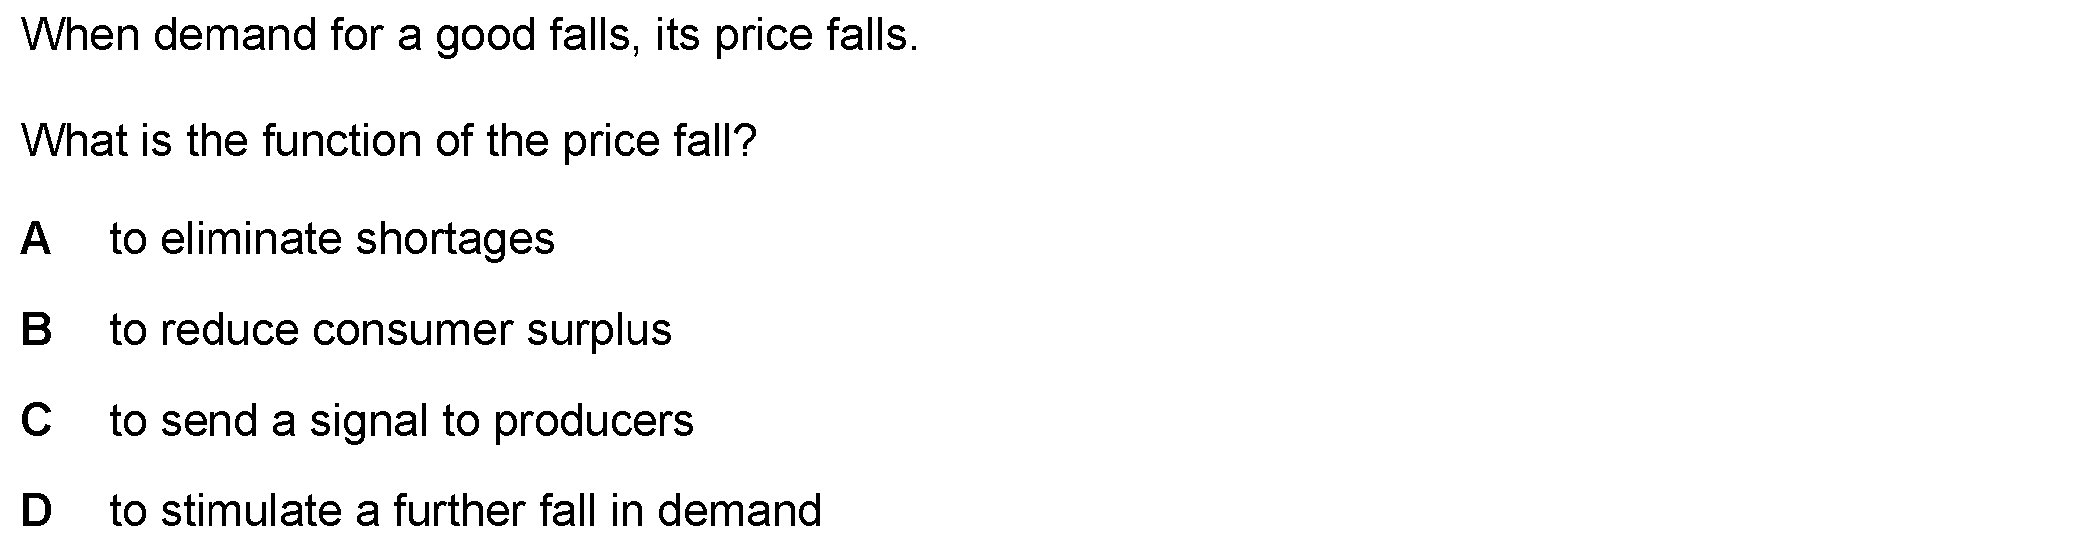 When demand for a good falls, its price falls.
What is the function of the price fall?
A to eliminate shortages
B to reduce consumer surplus
C to send a signal to producers
D to stimulate a further fall in demand